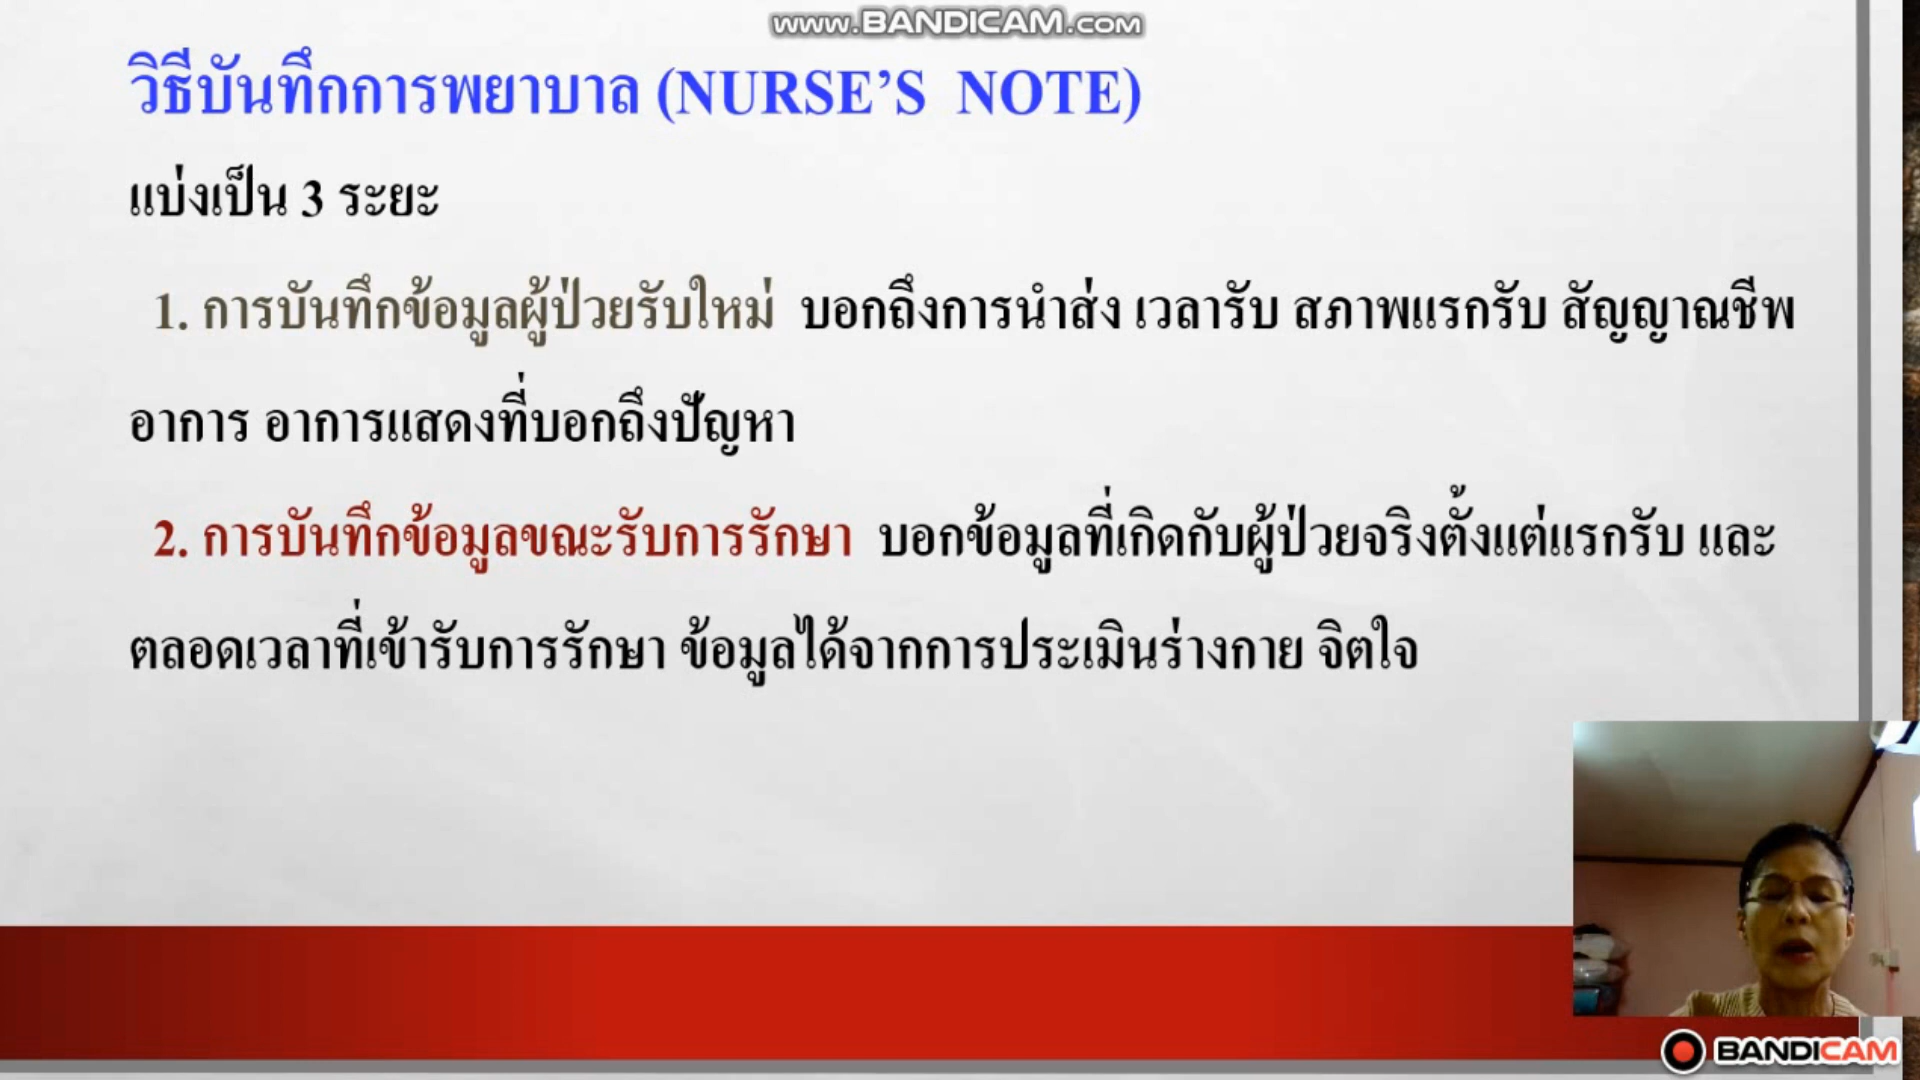 www.BANDICAM.com
วิธีบันทึกการพยาบาล (NURSE'S NOTE)
แบ่งเป็น 3 ระยะ
1. การบันทึกข้อมูลผู้ป่วยรับใหม่ บอกถึงการนำส่ง เวลารับ สภาพแรกรับ สัญญาณชีพ
อาการ อาการแสดงที่บอกถึงปัญหา
2. การบันทึกข้อมูลขณะรับการรักษา บอกข้อมูลที่เกิดกับผู้ป่วยจริงตั้งแต่แรกรับ และ
ตลอดเวลาที่เข้ารับการรักษา ข้อมูลได้จากการประเมินร่างกาย จิตใจ
BANDICAM